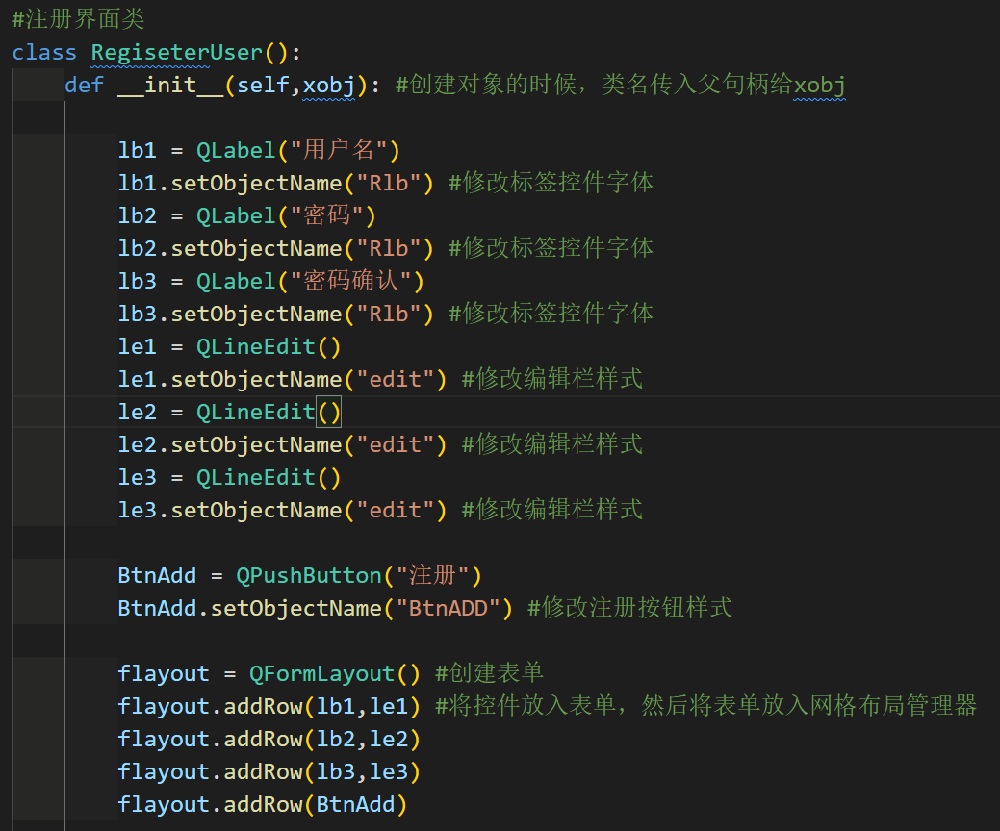 #注册界面类
class RegiseterUser():
def __init__(self,xobj): #创建对象的时候，类名传入父句柄给xobj
lb1 = QLabel("用户名")
lb1.setObjectName("Rlb") #修改标签控件字体
lb2 = QLabel("密码")
lb2.setObjectName("Rlb") #修改标签控件字体
lb3 = QLabel("密码确认")
lb3.setObjectName("Rlb") #修改标签控件字体
le1 = QLineEdit()
le1.setObjectName("edit") #修改编辑栏样式
le2 = QLineEdit()
le2.setObjectName("edit") #修改编辑栏样式
le3 = QLineEdit()
le3.setObjectName("edit") #修改编辑栏样式
BtnAdd = QPushButton("注册")
BtnAdd.setObjectName("BtnADD") #修改注册按钮样式
flayout = QFormLayout() #创建表单
flayout.addRow(lb1,le1) #将控件放入表单，然后将表单放入网格布局管理器
flayout.addRow(lb2,le2)
flayout.addRow(lb3,le3)
flayout.addRow(BtnAdd)